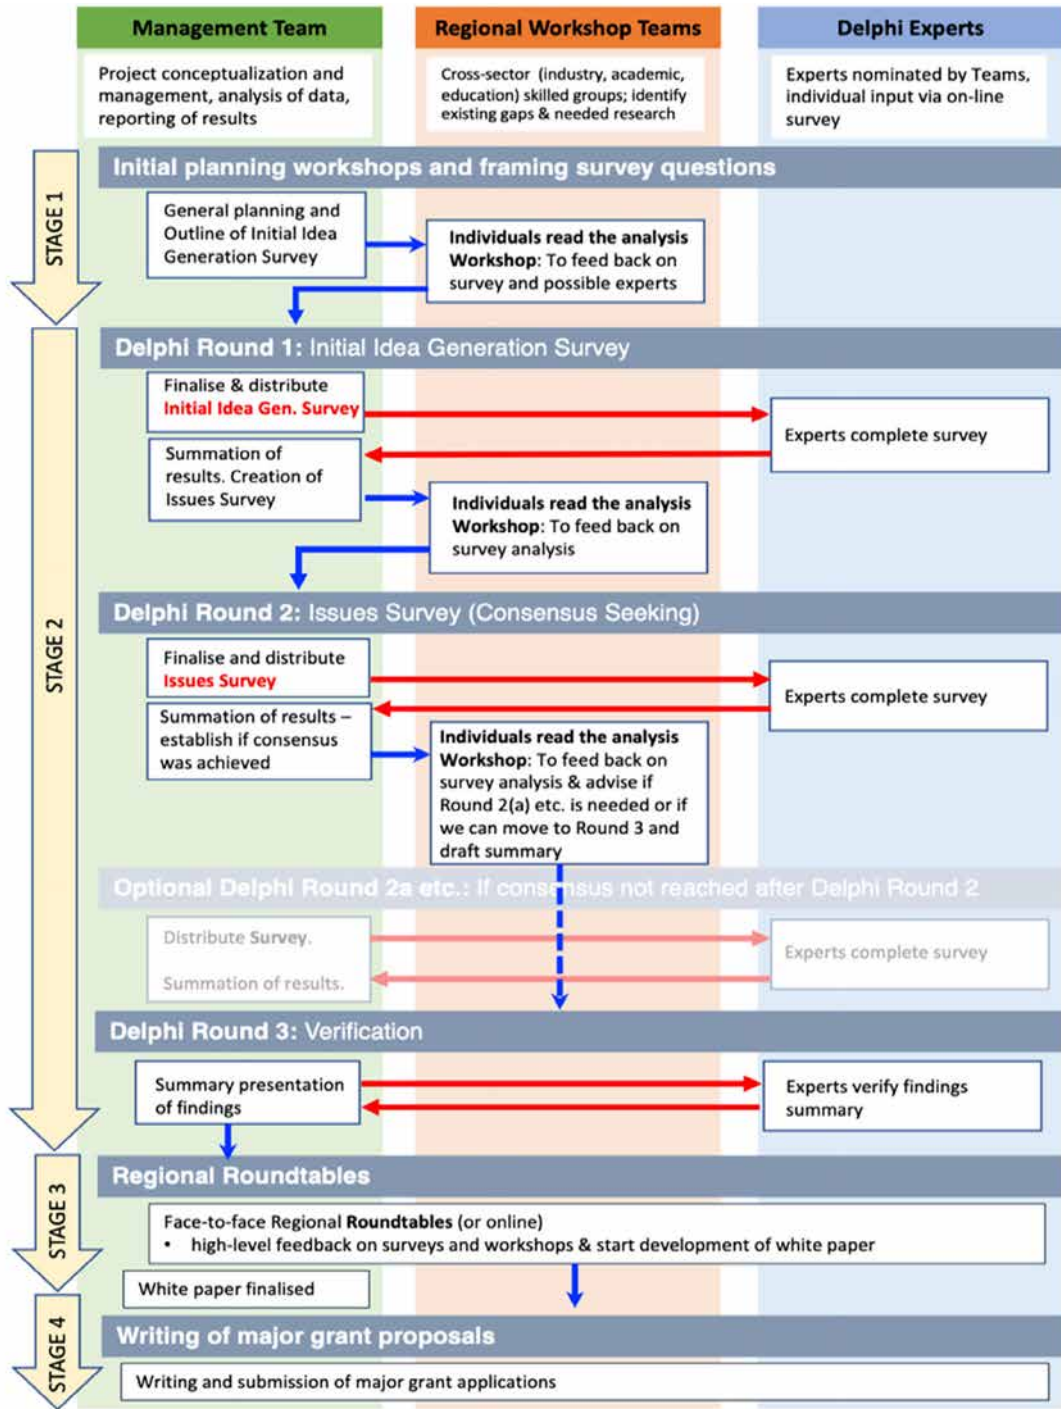 Management Team
Regional Workshop Teams
Delphi Experts
Project conceptualization and
management, analysis of data,
reporting of results
Cross-sector (industry, academic,
education) skilled groups; identify
existing gaps & needed research
Experts nominated by Teams,
individual input via on-line
survey
STAGE 1
Initial planning workshops and framing survey questions
General planning and
Outline of Initial Idea
Generation Survey
Individuals read the analysis
Workshop: To feed back on
survey and possible experts
STAGE 2
Delphi Round 1: Initial Idea Generation Survey
Finalise & distribute
Initial Idea Gen. Survey
Experts complete survey
Summation of
results. Creation of
Issues Survey
Individuals read the analysis
Workshop: To feed back on
survey analysis
Delphi Round 2: Issues Survey (Consensus Seeking)
Finalise and distribute
Issues Survey
Experts complete survey
Summation of results –
establish if consensus
was achieved
Individuals read the analysis
Workshop: To feed back on
survey analysis & advise if
Round 2(a) etc. is needed or if
we can move to Round 3 and
draft summary
Optional Delphi Round 2a etc.: If consensus not reached after Delphi Round 2
Distribute Survey.
Summation of results.
Experts complete survey
Delphi Round 3: Verification
Summary presentation
of findings
Experts verify findings
summary
STAGE 3
Regional Roundtables
Face-to-face Regional Roundtables (or online)
• high-level feedback on surveys and workshops & start development of white paper
White paper finalised
STAGE 4
Writing of major grant proposals
Writing and submission of major grant applications